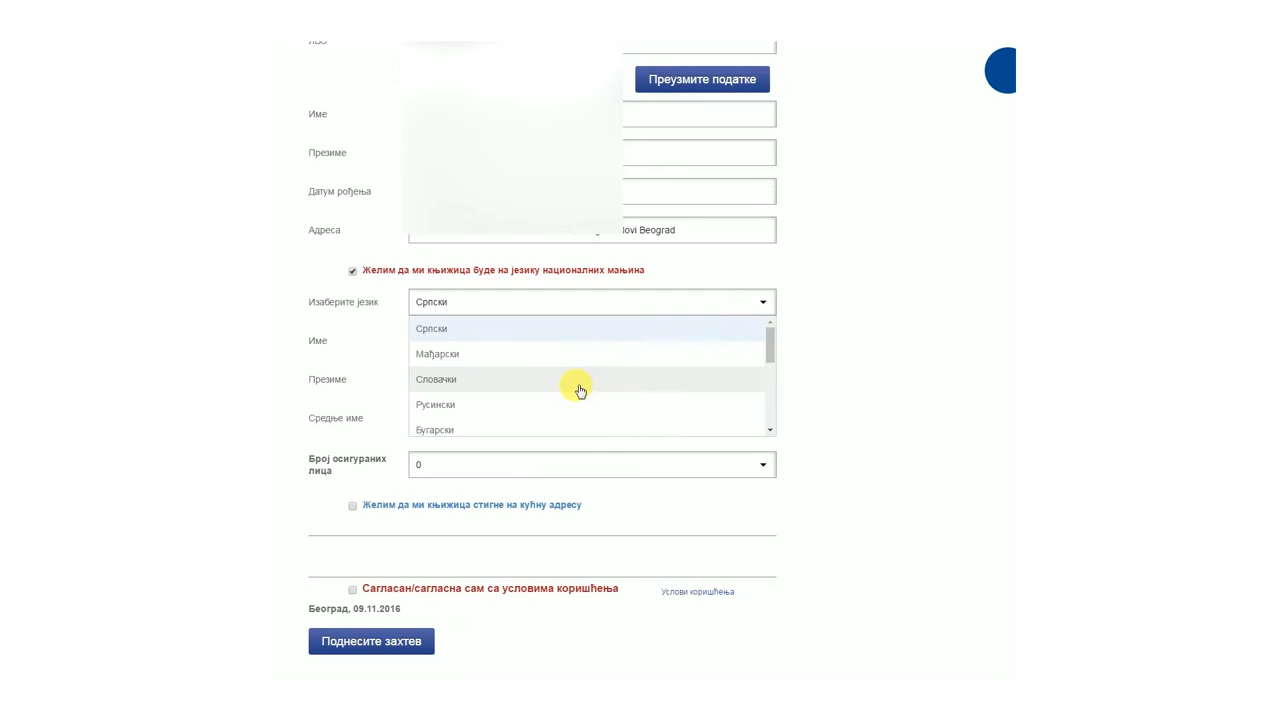 Преузмите податке
Име
Презиме
Датум рођења
Адреса
Novi Beograd
Желим да ми књижица буде на језику националних мањина
Изаберите језик
Српски
Српски
Име
Мађарски
Презиме
Словачки
Русински
Средње име
Бугарски
Број осигураних
лица
0
Желим да ми књижица стигне на кућну адресу
Сагласан/сагласна сам са условима коришћења
Услови коришћења
Београд, 09.11.2016
Поднесите захтев